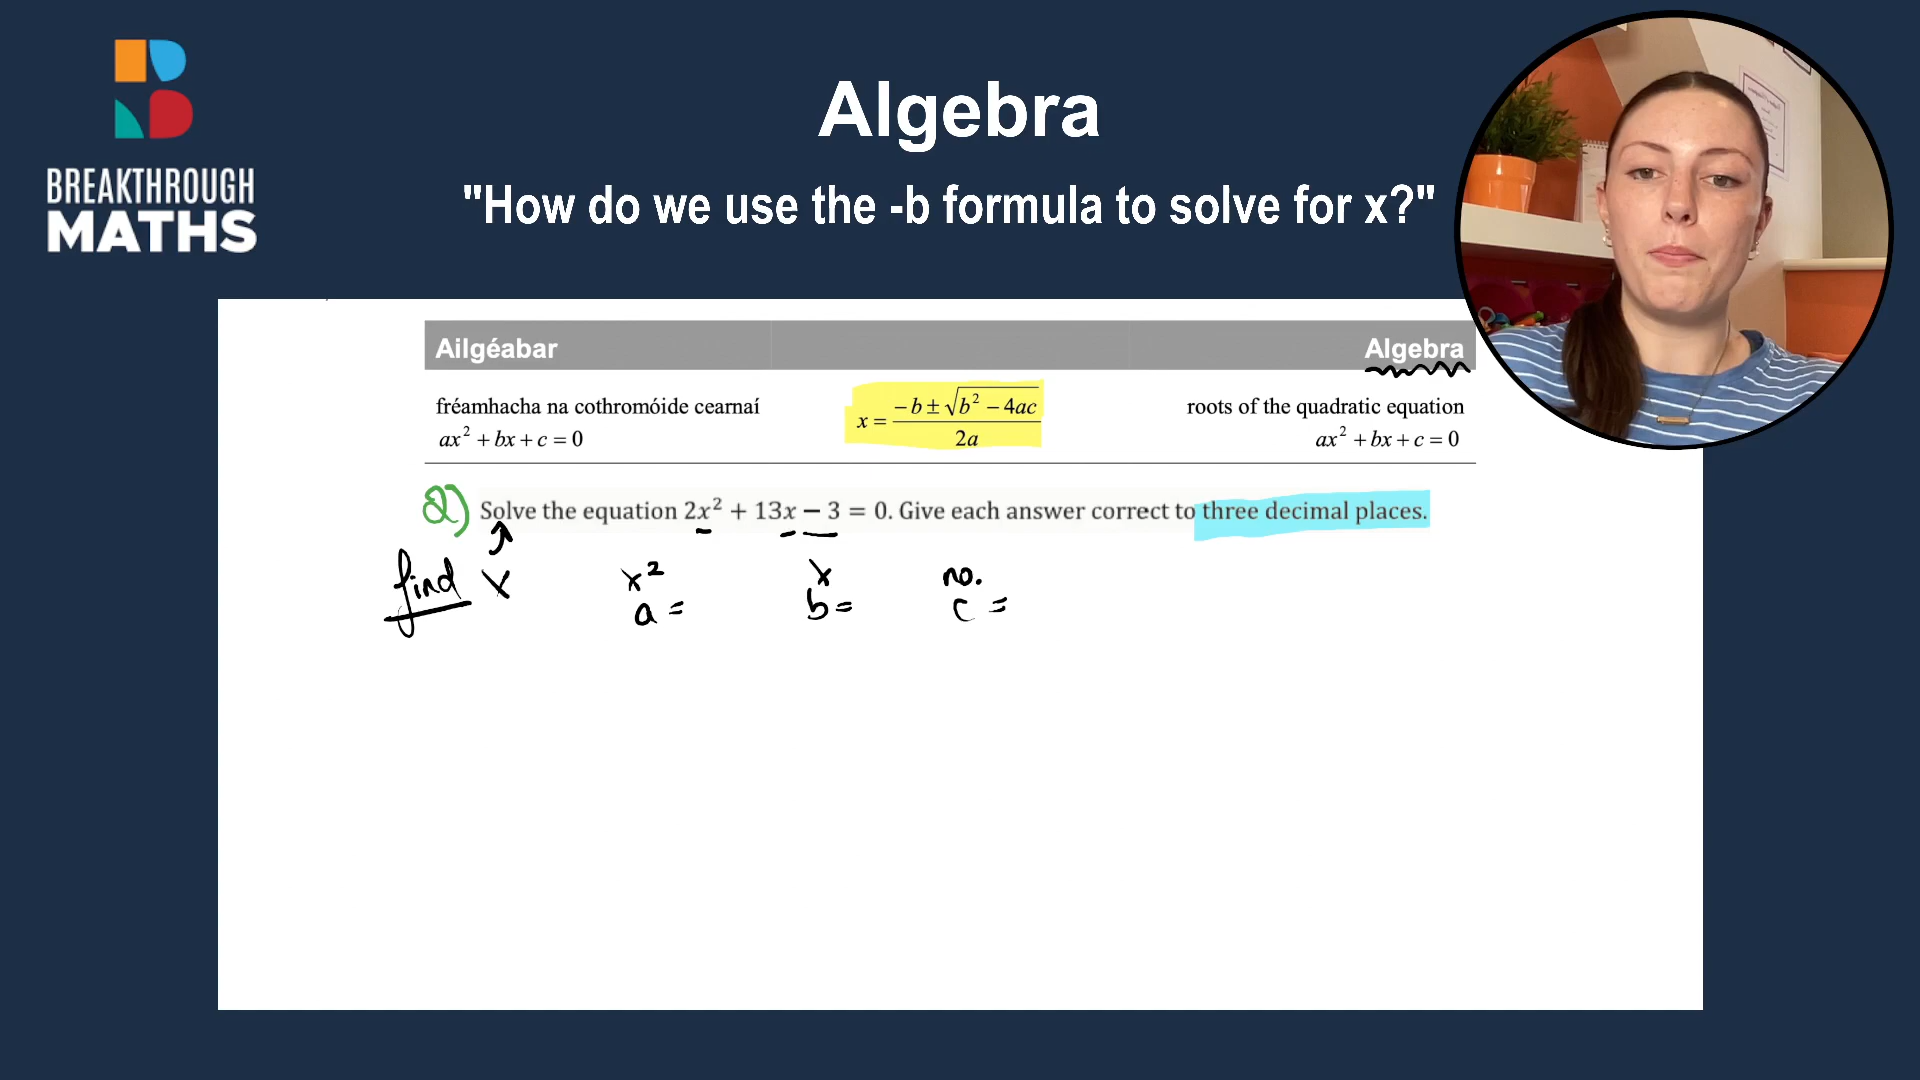 BREAKTHROUGH
MATHS
Algebra
"How do we use the -b formula to solve for x?"
Ailgéabar
Algebra
fréamhacha na cothromóide cearnaí
ax² + bx + c = 0
x = (−b ± √(b² − 4ac)) / 2a
roots of the quadratic equation
ax² + bx + c = 0
Q) Solve the equation 2x² + 13x − 3 = 0. Give each answer correct to three decimal places.
find x
x² x no.
a = b = c =